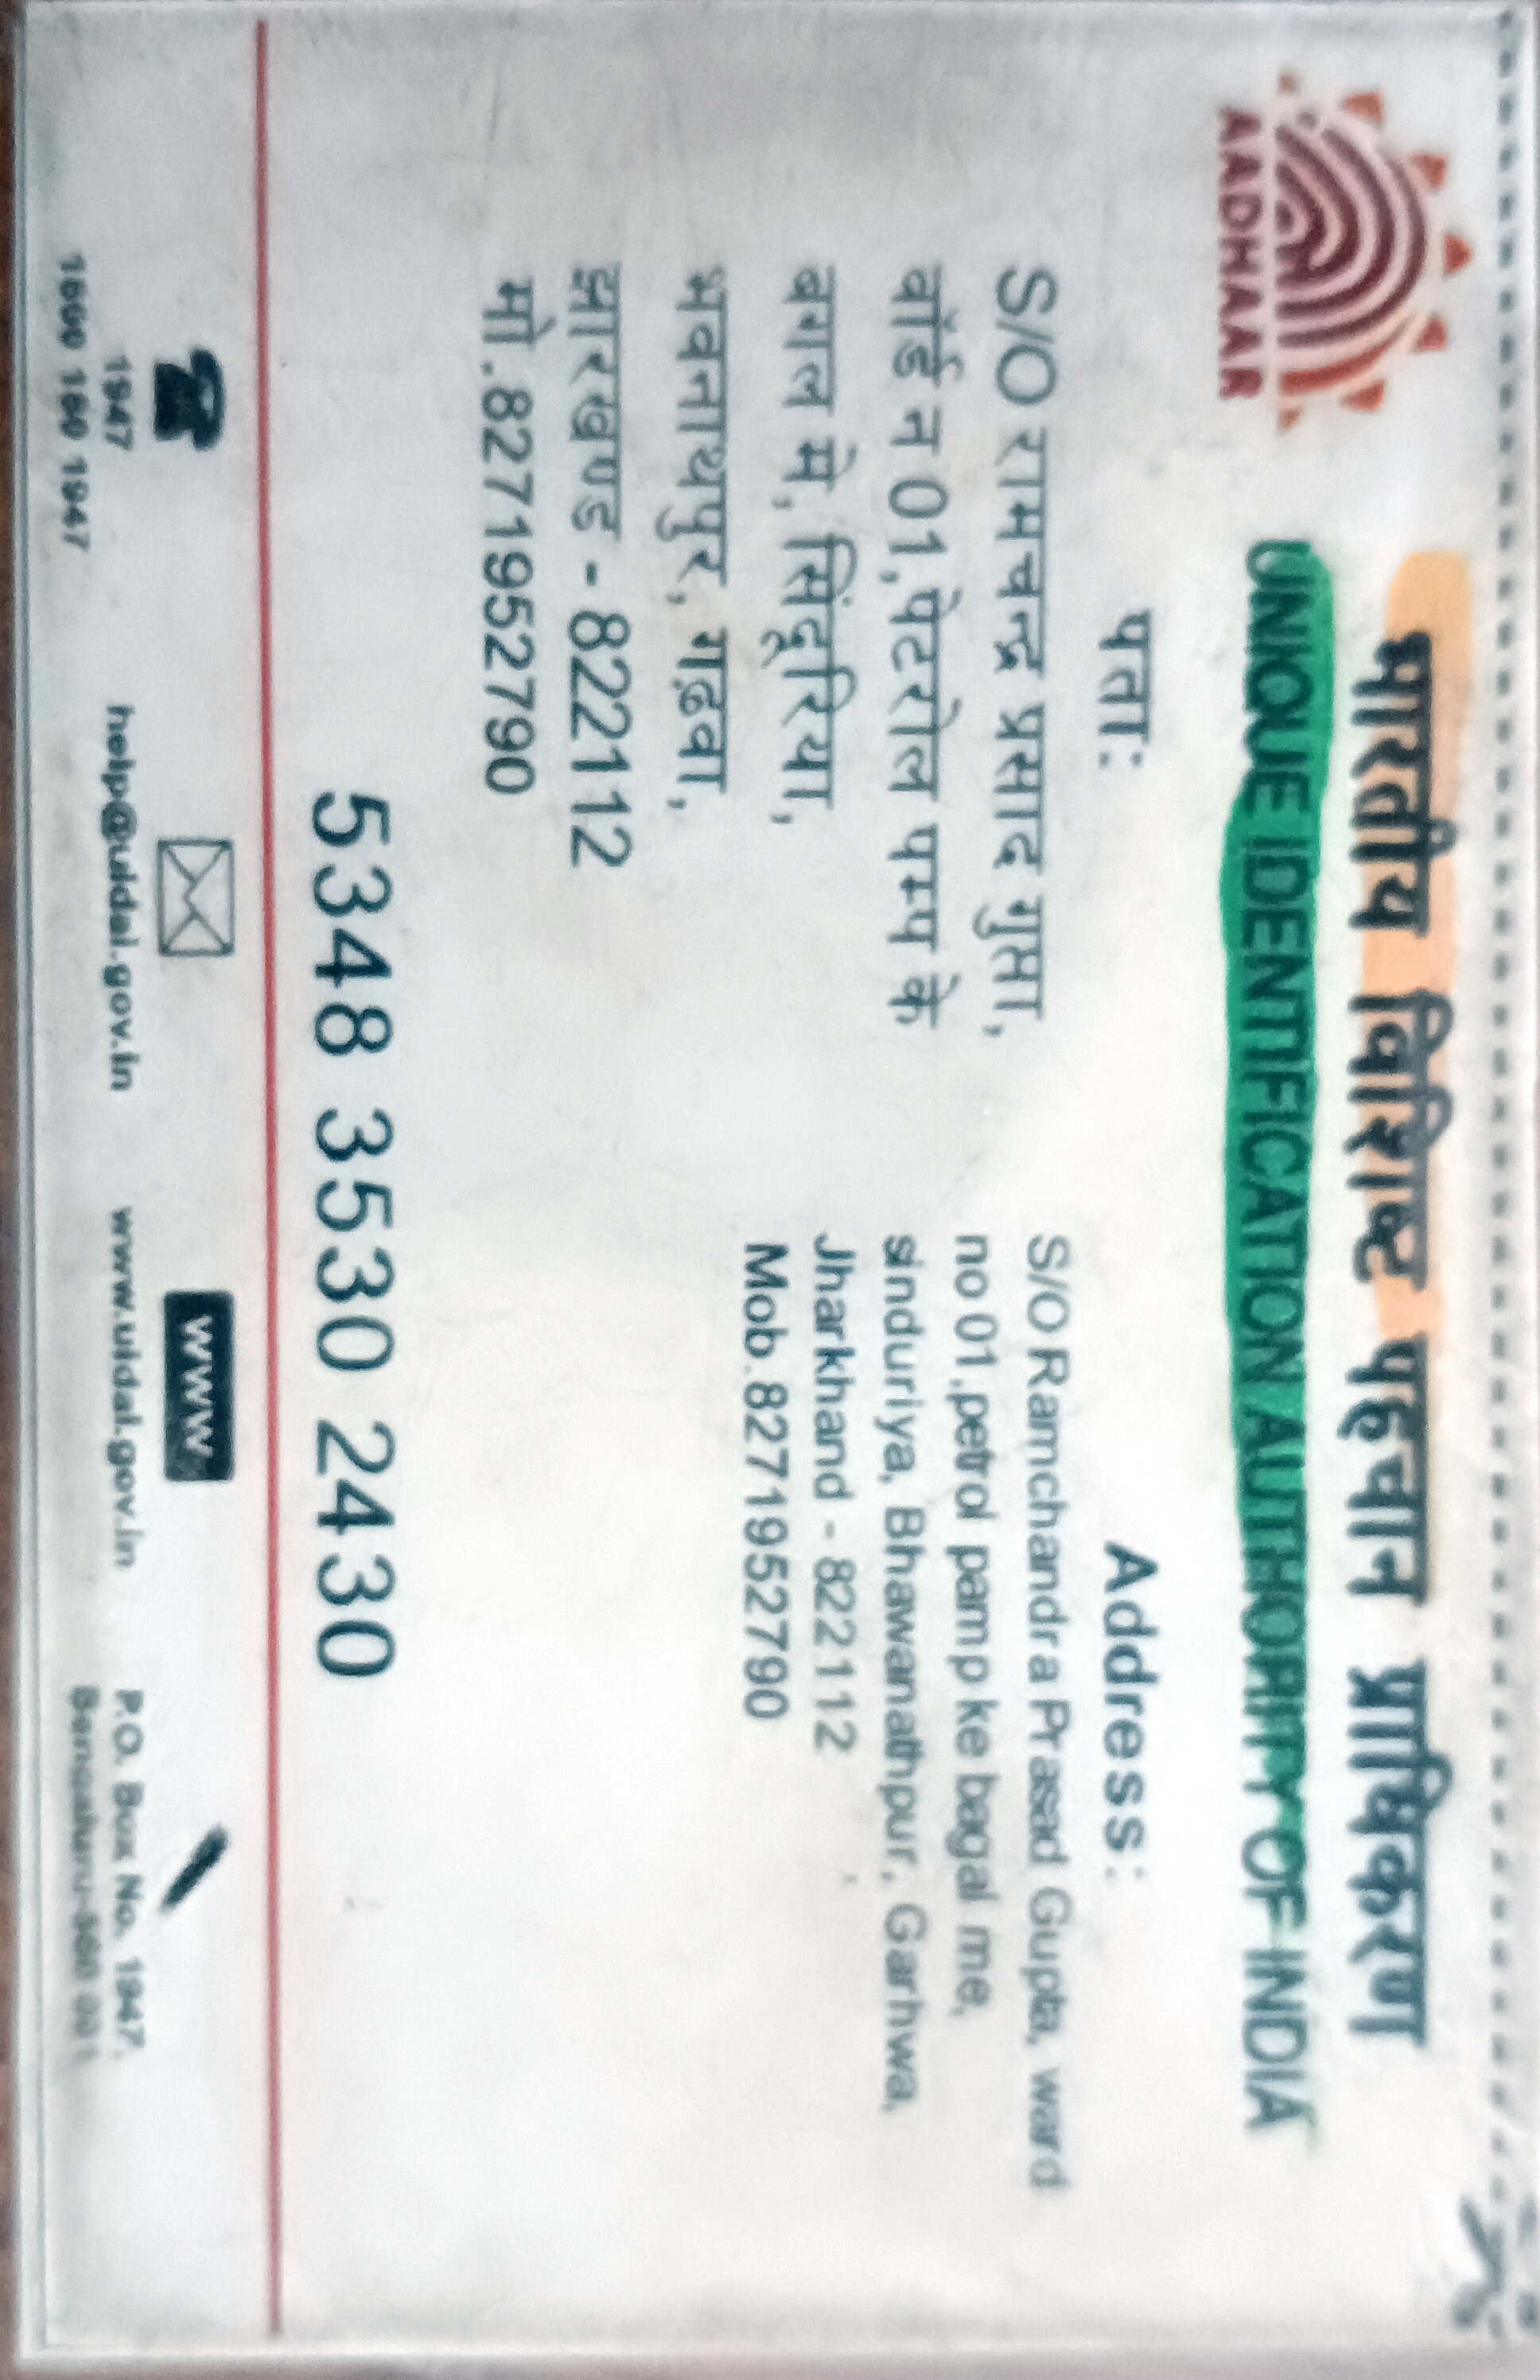 भारतीय विशिष्ट पहचान प्राधिकरण
UNIQUE IDENTIFICATION AUTHORITY OF INDIA
AADHAAR
पता:
S/O रामचन्द्र प्रसाद गुप्ता,
वॉर्ड न 01,पेटरोल पम्प के
बगल मे, सिंदूरिया,
भवनाथपुर, गढ़वा,
झारखण्ड - 822112
मो.8271952790
Address:
S/O Ramchandra Prasad Gupta, ward
no 01,petrol pamp ke bagal me,
sinduriya, Bhawanathpur, Garhwa,
Jharkhand - 822112
Mob.8271952790
5348 3530 2430
1947
1800 180 1947
help@uidai.gov.in
www
www.uidai.gov.in
P.O. Box No. 1947,
Bengaluru-560 001